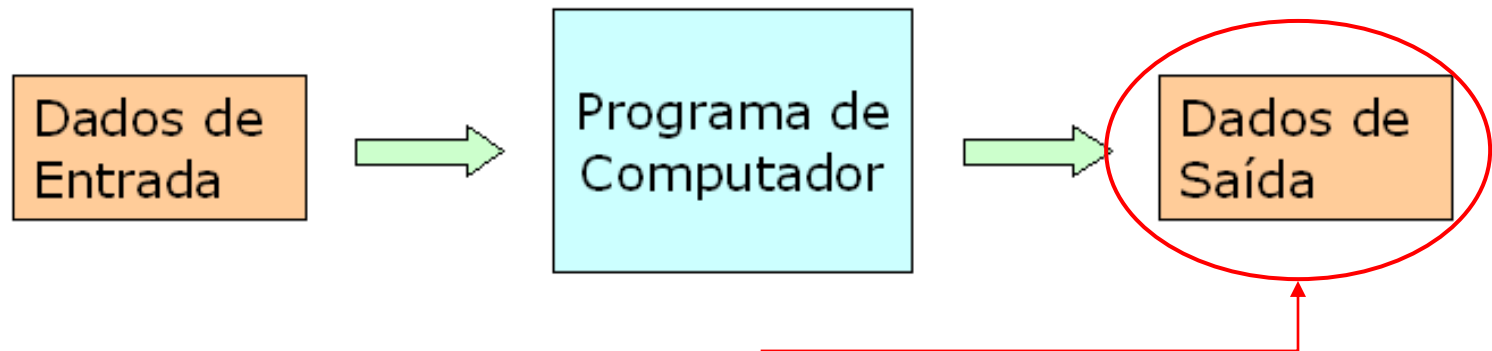 Dados de
Entrada
Programa de
Computador
Dados de
Saída